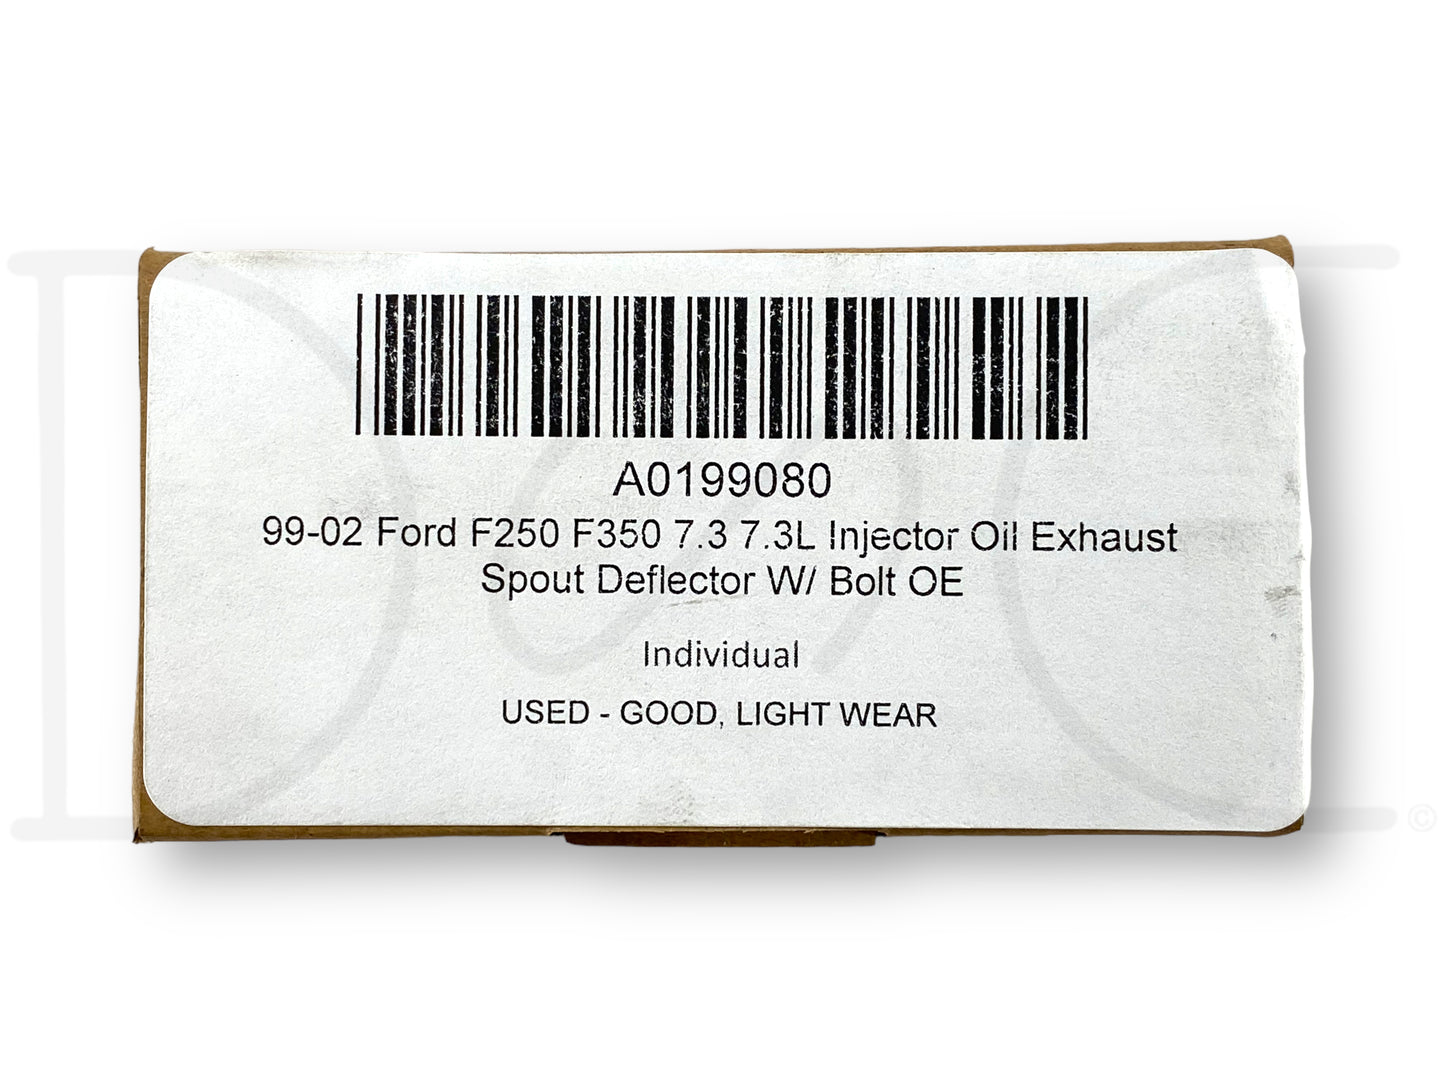 A0199080
99-02 Ford F250 F350 7.3 7.3L Injector Oil Exhaust
Spout Deflector W/ Bolt OE
Individual
USED - GOOD, LIGHT WEAR
©